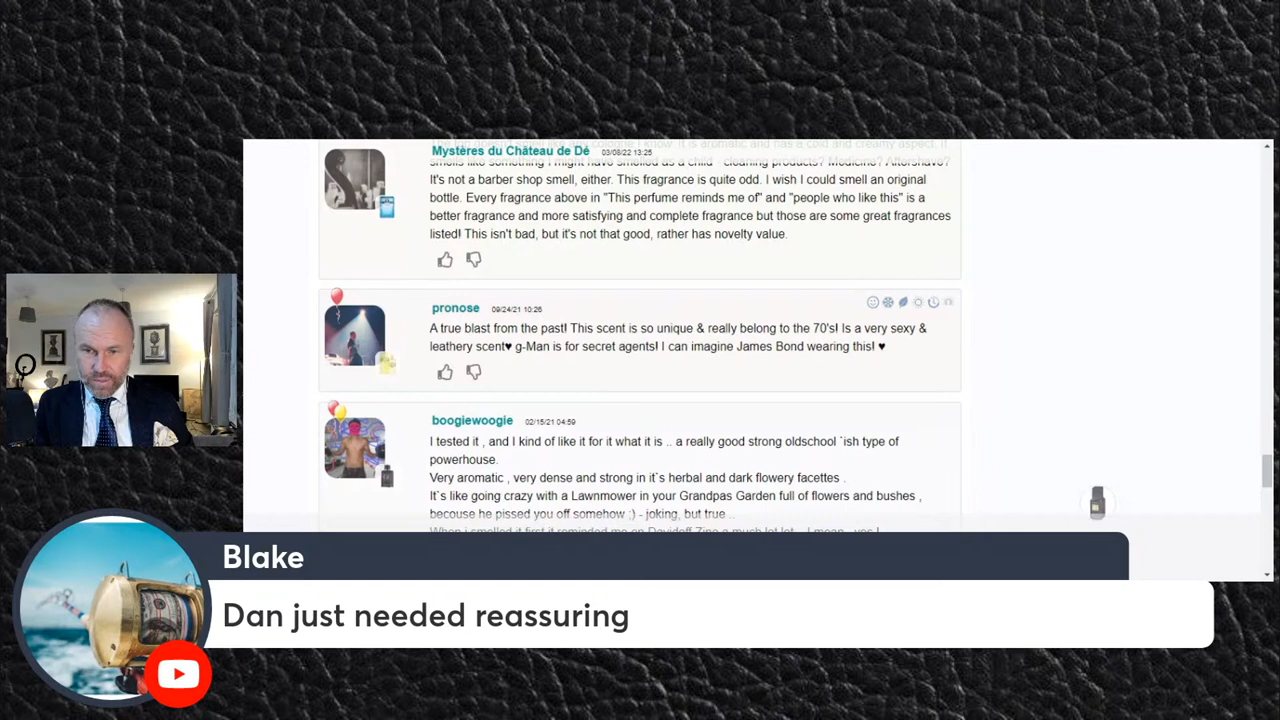 Mystères du Château de Dé 03/08/22 13:25
smells like something I might have smelled as a child - cleaning products? Medicine? Aftershave?
It's not a barber shop smell, either. This fragrance is quite odd. I wish I could smell an original
bottle. Every fragrance above in "This perfume reminds me of" and "people who like this" is a
better fragrance and more satisfying and complete fragrance but those are some great fragrances
listed! This isn't bad, but it's not that good, rather has novelty value.
pronose 09/24/21 10:26
A true blast from the past! This scent is so unique & really belong to the 70's! Is a very sexy &
leathery scent♥ g-Man is for secret agents! I can imagine James Bond wearing this! ♥
boogiewoogie 02/15/21 04:59
I tested it , and I kind of like it for it what it is .. a really good strong oldschool `ish type of
powerhouse.
Very aromatic , very dense and strong in it`s herbal and dark flowery facettes .
It`s like going crazy with a Lawnmower in your Grandpas Garden full of flowers and bushes ,
becouse he pissed you off somehow ;) - joking, but true ..
Blake
Dan just needed reassuring